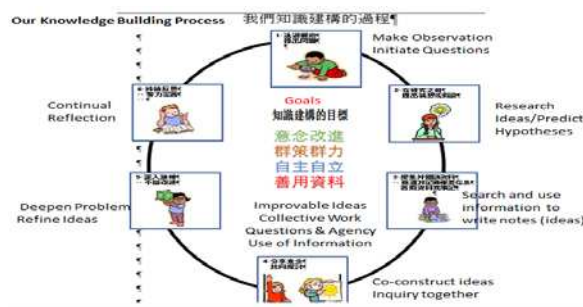 Our Knowledge Building Process 我們知識建構的過程¶
Make Observation
Initiate Questions
Research
Ideas/Predict
Hypotheses
Search and use
information to
write notes (ideas)
Co-construct ideas
Inquiry together
Deepen Problem
Refine Ideas
Continual
Reflection
Goals
知識建構的目標
意念改進
群策群力
自主自立
善用資料
Improvable Ideas
Collective Work
Questions & Agency
Use of Information